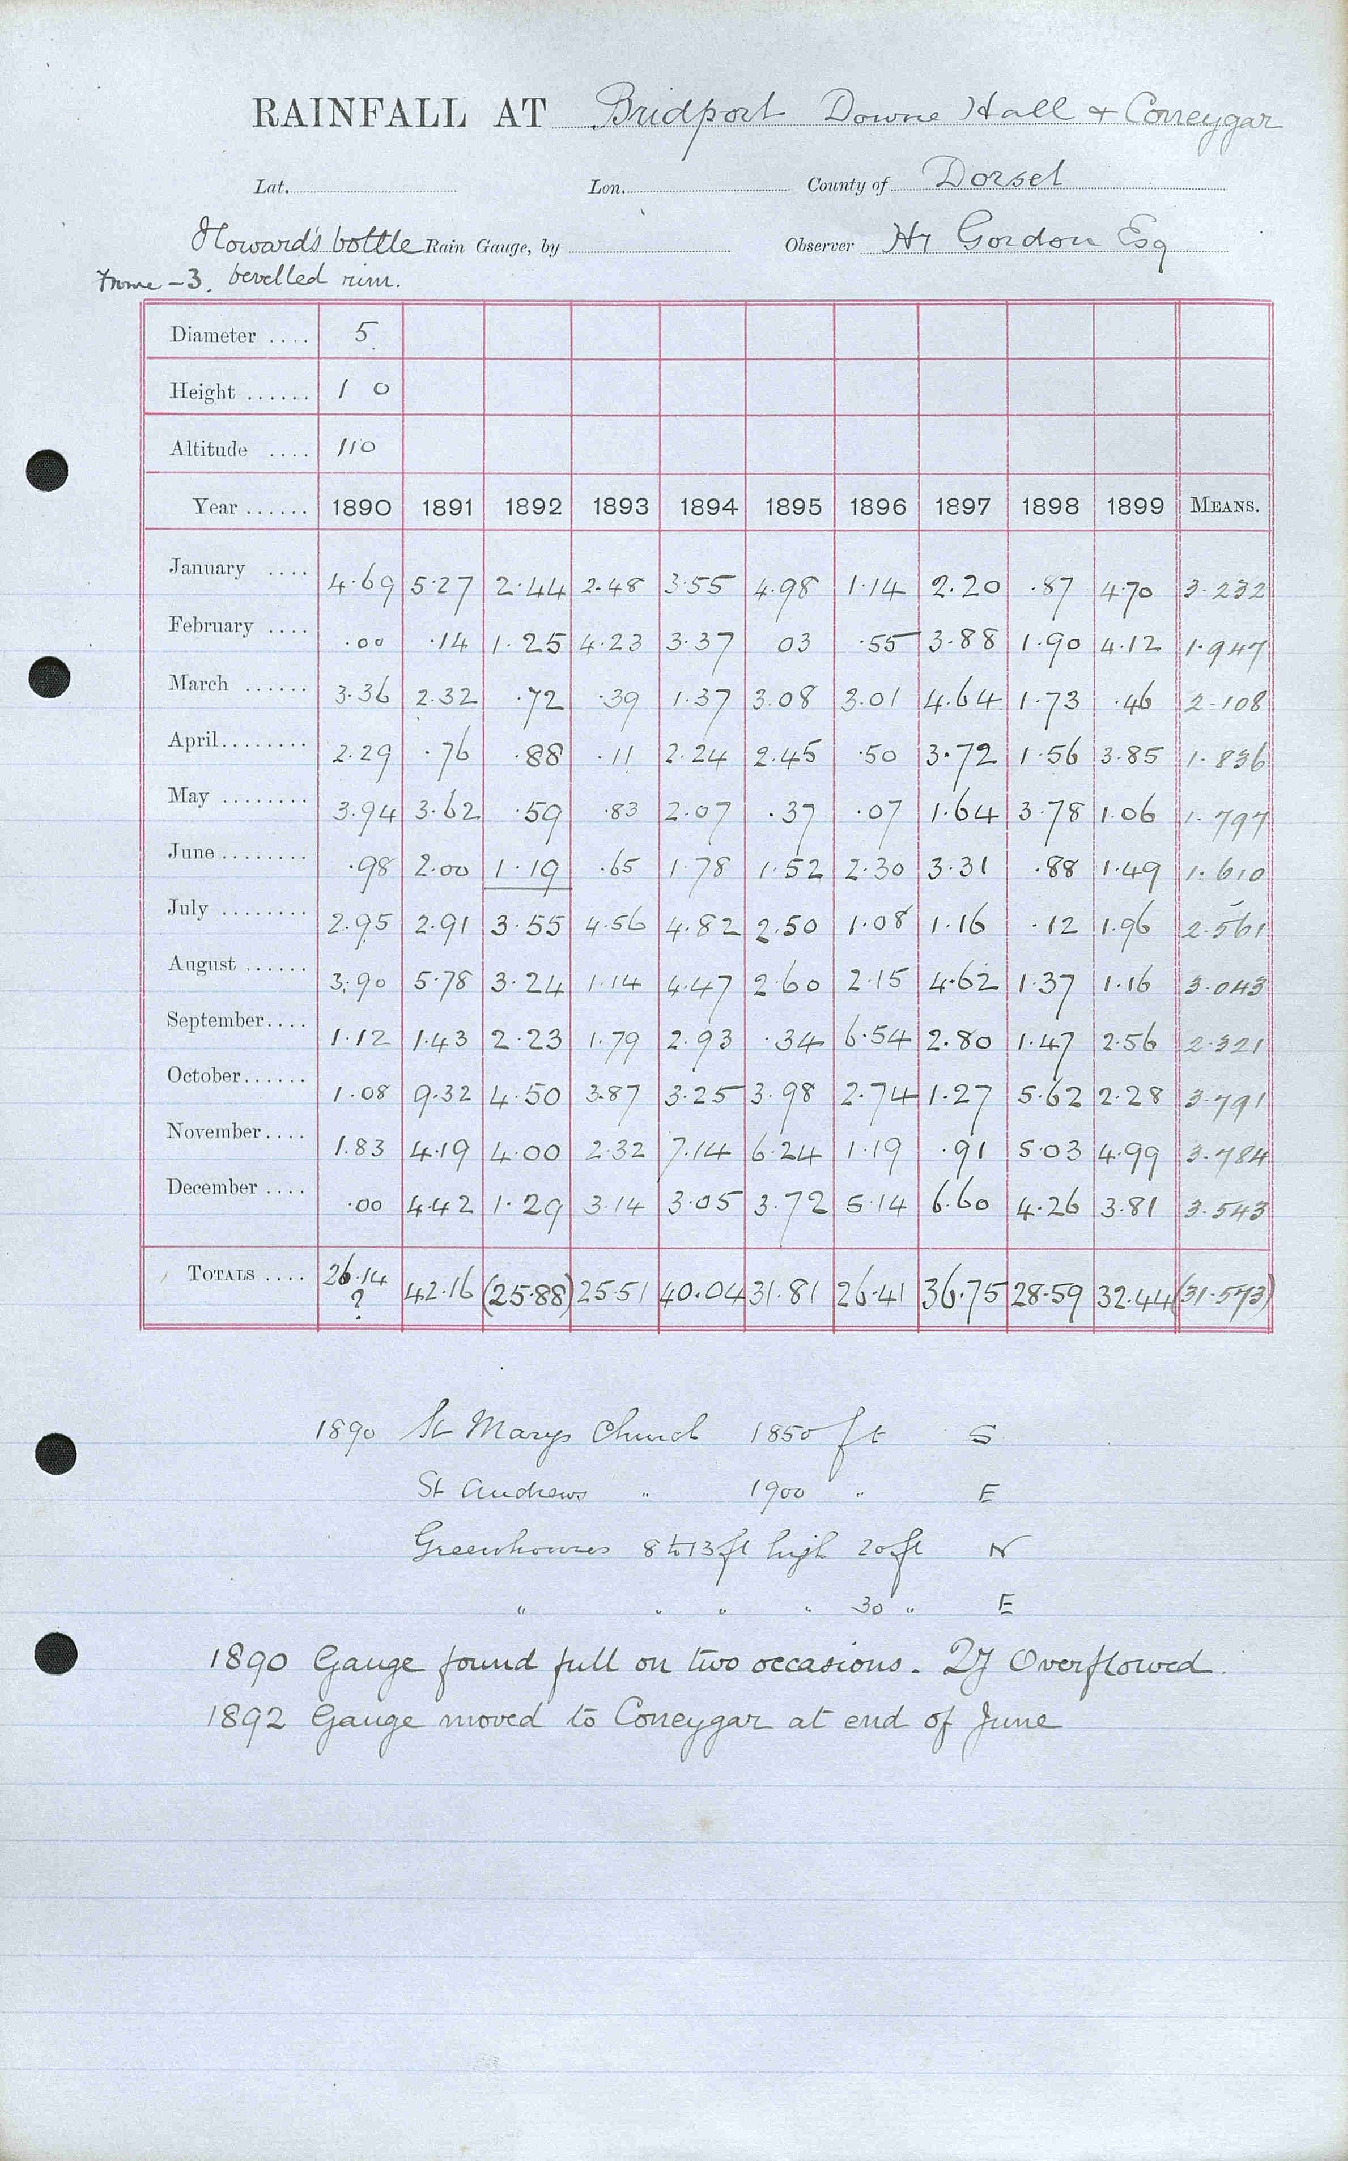 RAINFALL AT Bridport Downe Hall & Coneygar
Lat. Lon. County of Dorset
Howard's bottle Rain Gauge, by Observer Hy Gordon Esq
-3. bevelled rim.
Diameter .... 5
Height ...... 1 0
Altitude .... 110
Year ...... 1890 1891 1892 1893 1894 1895 1896 1897 1898 1899 MEANS.
January .... 4.69 5.27 2.44 2.48 3.55 4.98 1.14 2.20 .87 4.70 3.232
February .... .00 .14 1.25 4.23 3.37 03 .55 3.88 1.90 4.12 1.947
March ...... 3.36 2.32 .72 .39 1.37 3.08 3.01 4.64 1.73 .46 2.108
April........ 2.29 .76 .88 .11 2.24 2.45 .50 3.72 1.56 3.85 1.836
May ........ 3.94 3.62 .59 .83 2.07 .37 .07 1.64 3.78 1.06 1.797
June ........ .98 2.00 1.19 .65 1.78 1.52 2.30 3.31 .88 1.49 1.610
July ........ 2.95 2.91 3.55 4.56 4.82 2.50 1.08 1.16 .12 1.96 2.561
August ...... 3.90 5.78 3.24 1.14 4.47 2.60 2.15 4.62 1.37 1.16 3.043
September.... 1.12 1.43 2.23 1.79 2.93 .34 6.54 2.80 1.47 2.56 2.321
October...... 1.08 9.32 4.50 3.87 3.25 3.98 2.74 1.27 5.62 2.28 3.791
November.... 1.83 4.19 4.00 2.32 7.14 6.24 1.19 .91 5.03 4.99 3.784
December .... .00 4.42 1.29 3.14 3.05 3.72 5.14 6.60 4.26 3.81 3.543
TOTALS .... 26.14 ? 42.16 (25.88) 25.51 40.04 31.81 26.41 36.75 28.59 32.44 (31.573)
1890 St Marys Church 1850 ft S
St Andrews " 1900 " E
Greenhouses 8 to 13 ft high 20 ft N
" " " " 30 " E
1890 Gauge found full on two occasions. Overflowed.
1892 Gauge moved to Coneygar at end of June